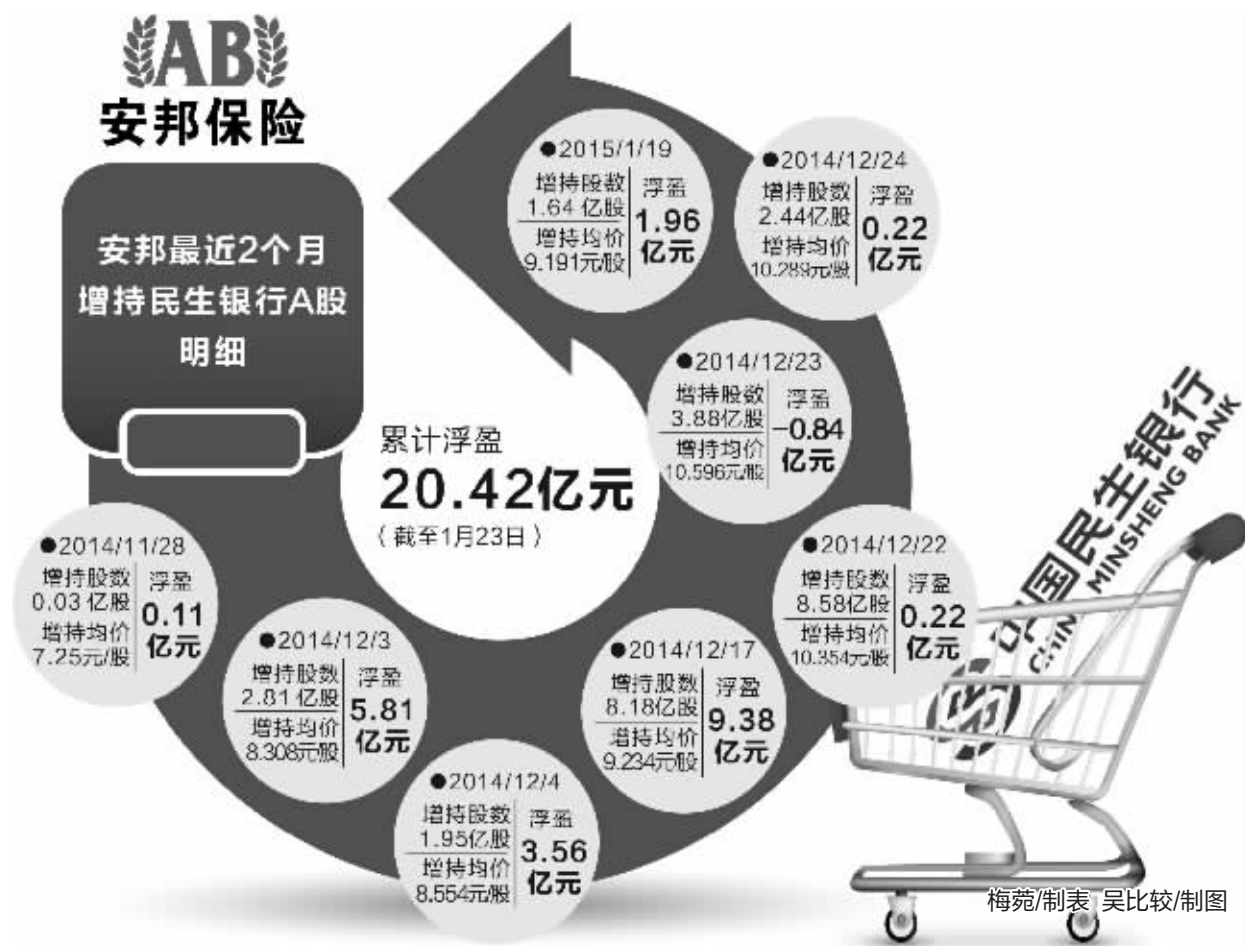 AB
安邦保险
安邦最近2个月
增持民生银行A股
明细
累计浮盈
20.42亿元
(截至1月23日)
●2014/11/28
增持股数
0.03亿股
增持均价
7.25元/股
浮盈
0.11
亿元
●2014/12/3
增持股数
2.81亿股
增持均价
8.308元/股
浮盈
5.81
亿元
●2014/12/4
增持股数
1.95亿股
增持均价
8.554元/股
浮盈
3.56
亿元
●2014/12/17
增持股数
8.18亿股
增持均价
9.234元/股
浮盈
9.38
亿元
●2014/12/22
增持股数
8.58亿股
增持均价
10.354元/股
浮盈
0.22
亿元
●2014/12/23
增持股数
3.88亿股
增持均价
10.596元/股
浮盈
-0.84
亿元
●2014/12/24
增持股数
2.44亿股
增持均价
10.289元/股
浮盈
0.22
亿元
●2015/1/19
增持股数
1.64亿股
增持均价
9.191元/股
浮盈
1.96
亿元
中国民生银行
CHIN MINSHENG BANK
梅菀/制表 吴比较/制图